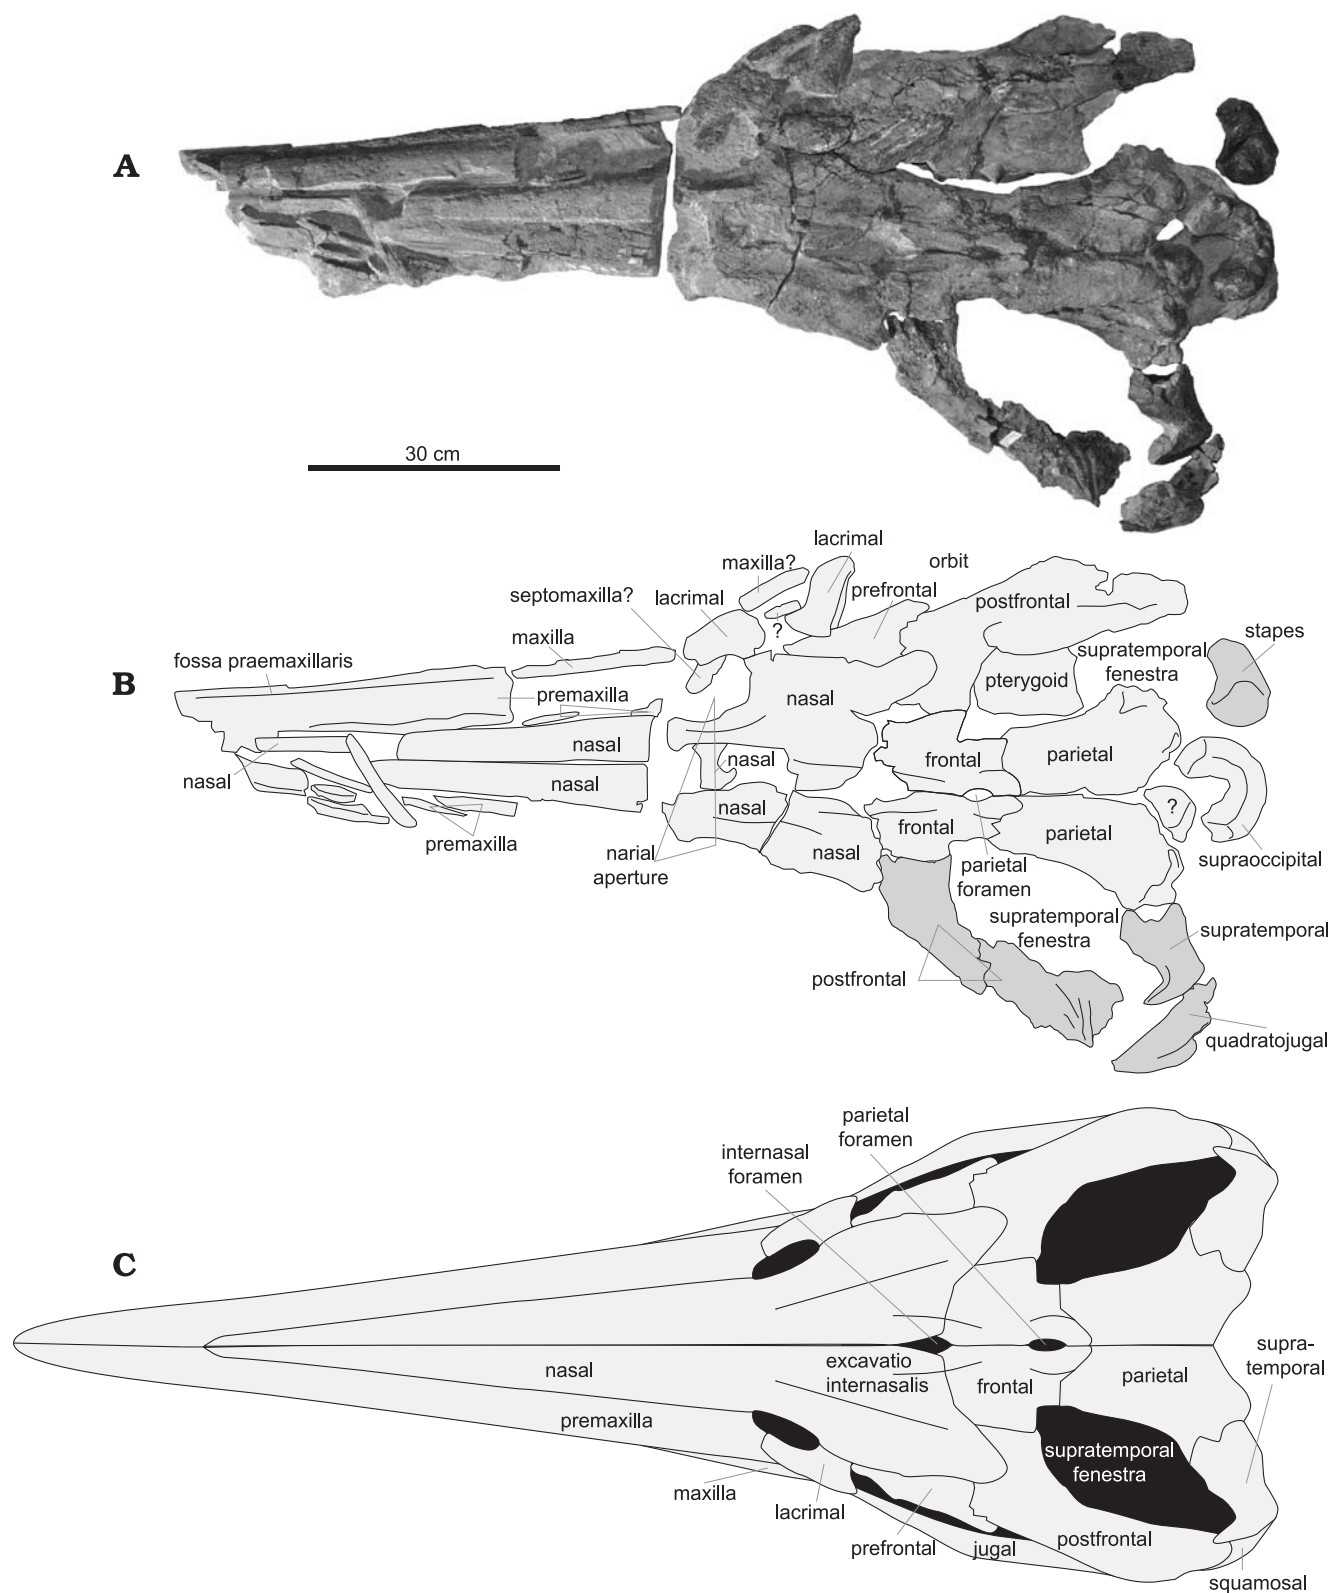 A
30 cm
B
lacrimal
maxilla?
orbit
septomaxilla?
lacrimal
prefrontal
postfrontal
?
maxilla
stapes
fossa praemaxillaris
supratemporal
fenestra
premaxilla
pterygoid
nasal
nasal
nasal
frontal
parietal
nasal
nasal
nasal
?
premaxilla
frontal
parietal
narial
aperture
nasal
supraoccipital
parietal
foramen
supratemporal
fenestra
supratemporal
postfrontal
quadratojugal
C
parietal
foramen
internasal
foramen
supra-
temporal
nasal
excavatio
internasalis
frontal
parietal
premaxilla
supratemporal
fenestra
maxilla
lacrimal
prefrontal
jugal
postfrontal
squamosal